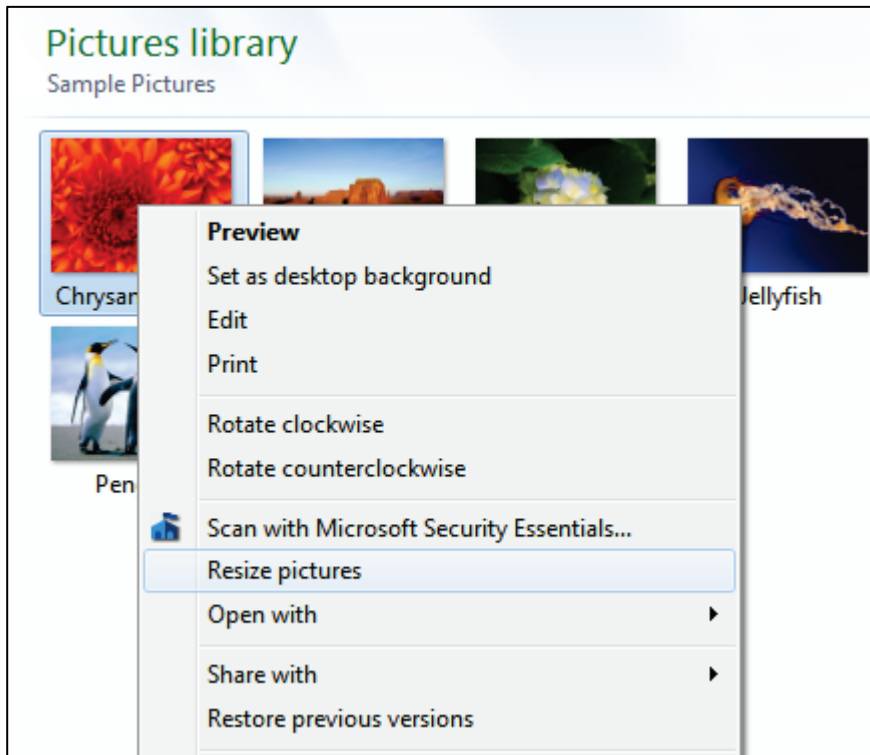 Pictures library
Sample Pictures
Chrysan
Jellyfish
Preview
Set as desktop background
Edit
Print
Rotate clockwise
Rotate counterclockwise
Pen
Scan with Microsoft Security Essentials...
Resize pictures
Open with
Share with
Restore previous versions